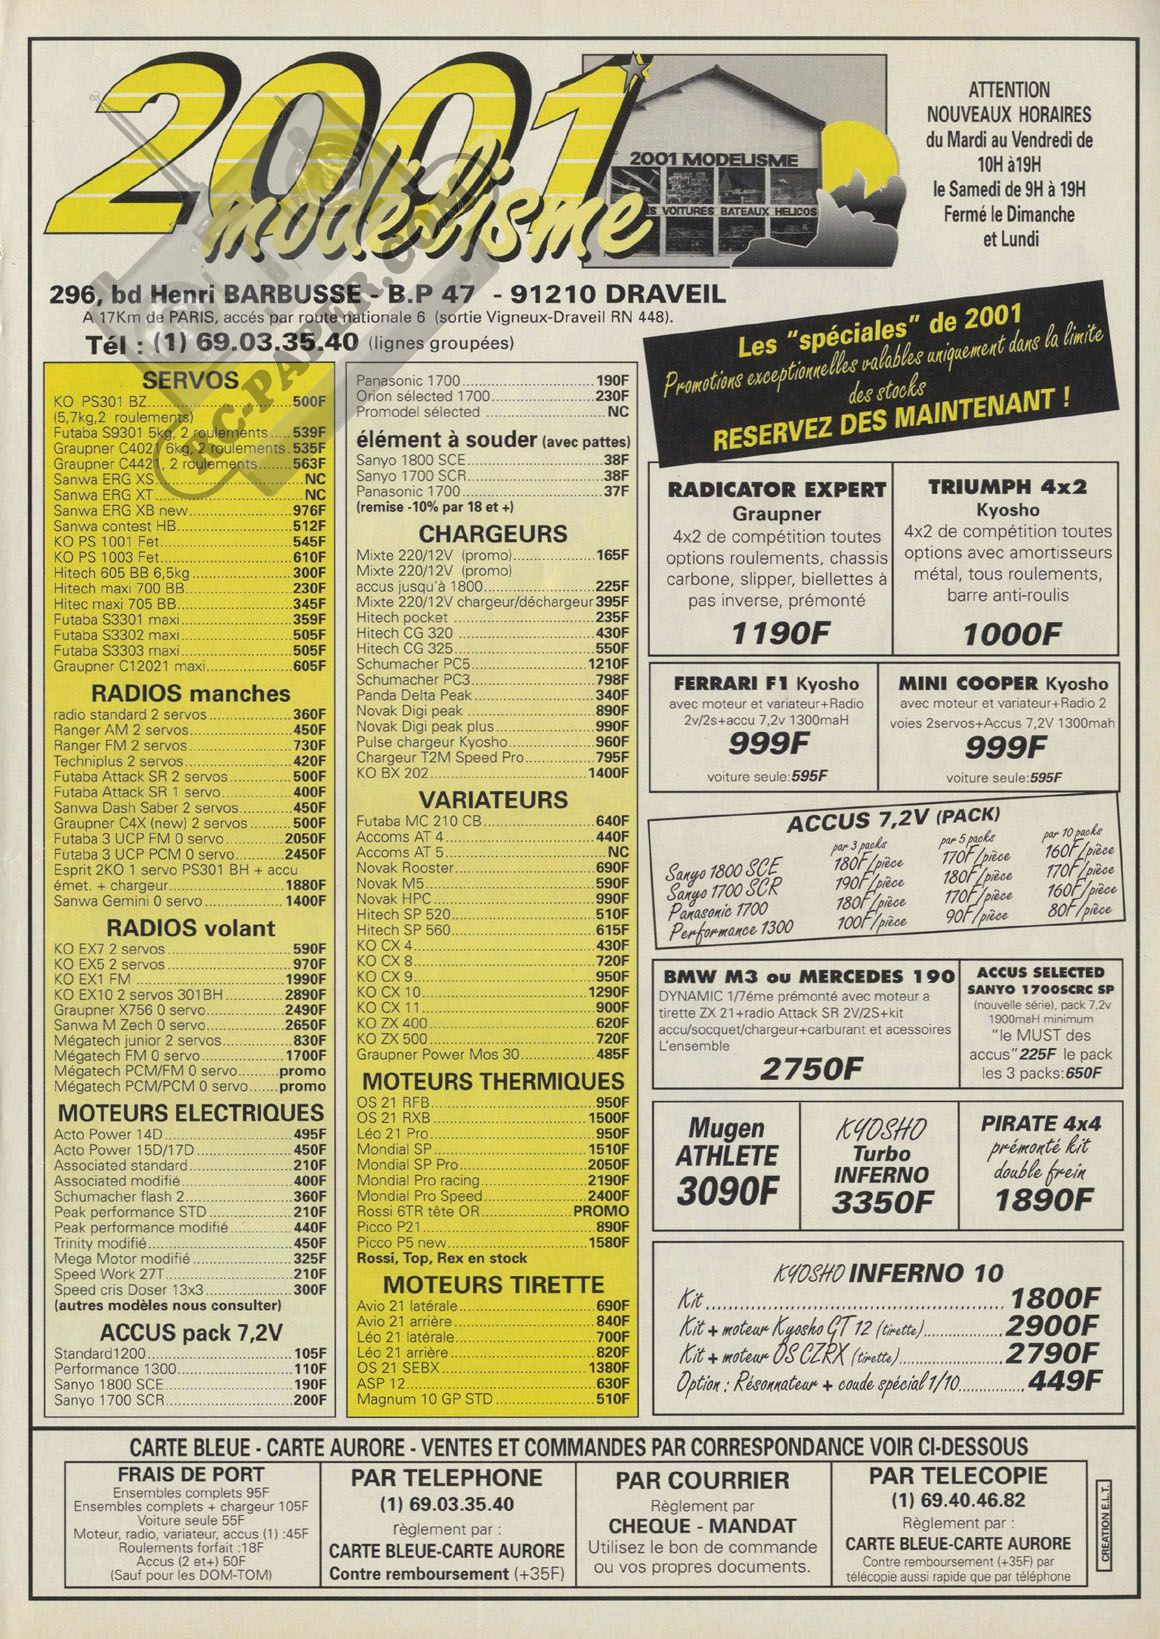 2001
modélisme
2001 MODELISME
VOITURES BATEAUX HELICOS
ATTENTION
NOUVEAUX HORAIRES
du Mardi au Vendredi de
10H à19H
le Samedi de 9H à 19H
Fermé le Dimanche
et Lundi
296, bd Henri BARBUSSE - B.P 47 - 91210 DRAVEIL
A 17Km de PARIS, accés par route nationale 6 (sortie Vigneux-Draveil RN 448).
Tél : (1) 69.03.35.40 (lignes groupées)
RC-PAPER.COM
Les "spéciales" de 2001
Promotions exceptionnelles valables uniquement dans la limite
des stocks
RESERVEZ DES MAINTENANT !
SERVOS
KO PS301 BZ 500F
(5,7kg,2 roulements)
Futaba S9301 5kg, 2 roulements 539F
Graupner C4021 6kg, 2 roulements 535F
Graupner C4421, 2 roulements 563F
Sanwa ERG XS NC
Sanwa ERG XT NC
Sanwa ERG XB new 976F
Sanwa contest HB 512F
KO PS 1001 Fet 545F
KO PS 1003 Fet 610F
Hitech 605 BB 6,5kg 300F
Hitech maxi 700 BB 230F
Hitec maxi 705 BB 345F
Futaba S3301 maxi 359F
Futaba S3302 maxi 505F
Futaba S3303 maxi 505F
Graupner C12021 maxi 605F
RADIOS manches
radio standard 2 servos 360F
Ranger AM 2 servos 450F
Ranger FM 2 servos 730F
Techniplus 2 servos 420F
Futaba Attack SR 2 servos 500F
Futaba Attack SR 1 servo 400F
Sanwa Dash Saber 2 servos 450F
Graupner C4X (new) 2 servos 500F
Futaba 3 UCP FM 0 servo 2050F
Futaba 3 UCP PCM 0 servo 2450F
Esprit 2KO 1 servo PS301 BH + accu
émet. + chargeur 1880F
Sanwa Gemini 0 servo 1400F
RADIOS volant
KO EX7 2 servos 590F
KO EX5 2 servos 970F
KO EX1 FM 1990F
KO EX10 2 servos 301BH 2890F
Graupner X756 0 servo 2490F
Sanwa M Zech 0 servo 2650F
Mégatech junior 2 servos 830F
Mégatech FM 0 servo 1700F
Mégatech PCM/FM 0 servo promo
Mégatech PCM/PCM 0 servo promo
MOTEURS ELECTRIQUES
Acto Power 14D 495F
Acto Power 15D/17D 450F
Associated standard 210F
Associated modifié 400F
Schumacher flash 2 360F
Peak performance STD 210F
Peak performance modifié 440F
Trinity modifié 450F
Mega Motor modifié 325F
Speed Work 27T 210F
Speed cris Doser 13x3 300F
(autres modèles nous consulter)
ACCUS pack 7,2V
Standard1200 105F
Performance 1300 110F
Sanyo 1800 SCE 190F
Sanyo 1700 SCR 200F
Panasonic 1700 190F
Orion sélected 1700 230F
Promodel sélected NC
élément à souder (avec pattes)
Sanyo 1800 SCE 38F
Sanyo 1700 SCR 38F
Panasonic 1700 37F
(remise -10% par 18 et +)
CHARGEURS
Mixte 220/12V (promo) 165F
Mixte 220/12V (promo)
accus jusqu'à 1800 225F
Mixte 220/12V chargeur/déchargeur 395F
Hitech pocket 235F
Hitech CG 320 430F
Hitech CG 325 550F
Schumacher PC5 1210F
Schumacher PC3 798F
Panda Delta Peak 340F
Novak Digi peak 890F
Novak Digi peak plus 990F
Pulse chargeur Kyosho 960F
Chargeur T2M Speed Pro 795F
KO BX 202 1400F
VARIATEURS
Futaba MC 210 CB 640F
Accoms AT 4 440F
Accoms AT 5 NC
Novak Rooster 690F
Novak M5 590F
Novak HPC 990F
Hitech SP 520 510F
Hitech SP 560 615F
KO CX 4 430F
KO CX 8 720F
KO CX 9 950F
KO CX 10 1290F
KO CX 11 900F
KO ZX 400 620F
KO ZX 500 720F
Graupner Power Mos 30 485F
MOTEURS THERMIQUES
OS 21 RFB 950F
OS 21 RXB 1500F
Léo 21 Pro 950F
Mondial SP 1510F
Mondial SP Pro 2050F
Mondial Pro racing 2190F
Mondial Pro Speed 2400F
Rossi 6TR tête OR PROMO
Picco P21 890F
Picco P5 new 1580F
Rossi, Top, Rex en stock
MOTEURS TIRETTE
Avio 21 latérale 690F
Avio 21 arrière 840F
Léo 21 latérale 700F
Léo 21 arrière 820F
OS 21 SEBX 1380F
ASP 12 630F
Magnum 10 GP STD 510F
RADICATOR EXPERT
Graupner
4x2 de compétition toutes
options roulements, chassis
carbone, slipper, biellettes à
pas inverse, prémonté
1190F
TRIUMPH 4x2
Kyosho
4x2 de compétition toutes
options avec amortisseurs
métal, tous roulements,
barre anti-roulis
1000F
FERRARI F1 Kyosho
avec moteur et variateur+Radio
2v/2s+accu 7,2V 1300maH
999F
voiture seule:595F
MINI COOPER Kyosho
avec moteur et variateur+Radio 2
voies 2servos+Accus 7,2V 1300mah
999F
voiture seule:595F
ACCUS 7,2V (PACK)
par 3 packs par 5 packs par 10 packs
Sanyo 1800 SCE 180F/pièce 170F/pièce 160F/pièce
Sanyo 1700 SCR 190F/pièce 180F/pièce 170F/pièce
Panasonic 1700 180F/pièce 170F/pièce 160F/pièce
Performance 1300 100F/pièce 90F/pièce 80F/pièce
BMW M3 ou MERCEDES 190
DYNAMIC 1/7éme prémonté avec moteur a
tirette ZX 21+radio Attack SR 2V/2S+kit
accu/socquet/chargeur+carburant et acessoires
L'ensemble
2750F
ACCUS SELECTED
SANYO 1700SCRC SP
(nouvelle série), pack 7,2v
1900maH minimum
"le MUST des
accus"225F le pack
les 3 packs:650F
Mugen
ATHLETE
3090F
KYOSHO
Turbo
INFERNO
3350F
PIRATE 4x4
prémonté kit
double frein
1890F
KYOSHO INFERNO 10
Kit 1800F
Kit + moteur Kyosho GT 12 (tirette) 2900F
Kit + moteur OS CZRX (tirette) 2790F
Option : Résonnateur + coude spécial 1/10 449F
CARTE BLEUE - CARTE AURORE - VENTES ET COMMANDES PAR CORRESPONDANCE VOIR CI-DESSOUS
FRAIS DE PORT
Ensembles complets 95F
Ensembles complets + chargeur 105F
Voiture seule 55F
Moteur, radio, variateur, accus (1) :45F
Roulements forfait :18F
Accus (2 et+) 50F
(Sauf pour les DOM-TOM)
PAR TELEPHONE
(1) 69.03.35.40
règlement par :
CARTE BLEUE-CARTE AURORE
Contre remboursement (+35F)
PAR COURRIER
Règlement par
CHEQUE - MANDAT
Utilisez le bon de commande
ou vos propres documents.
PAR TELECOPIE
(1) 69.40.46.82
Règlement par :
CARTE BLEUE-CARTE AURORE
Contre remboursement (+35F) par
télécopie aussi rapide que par téléphone
CREATION E.L.T.